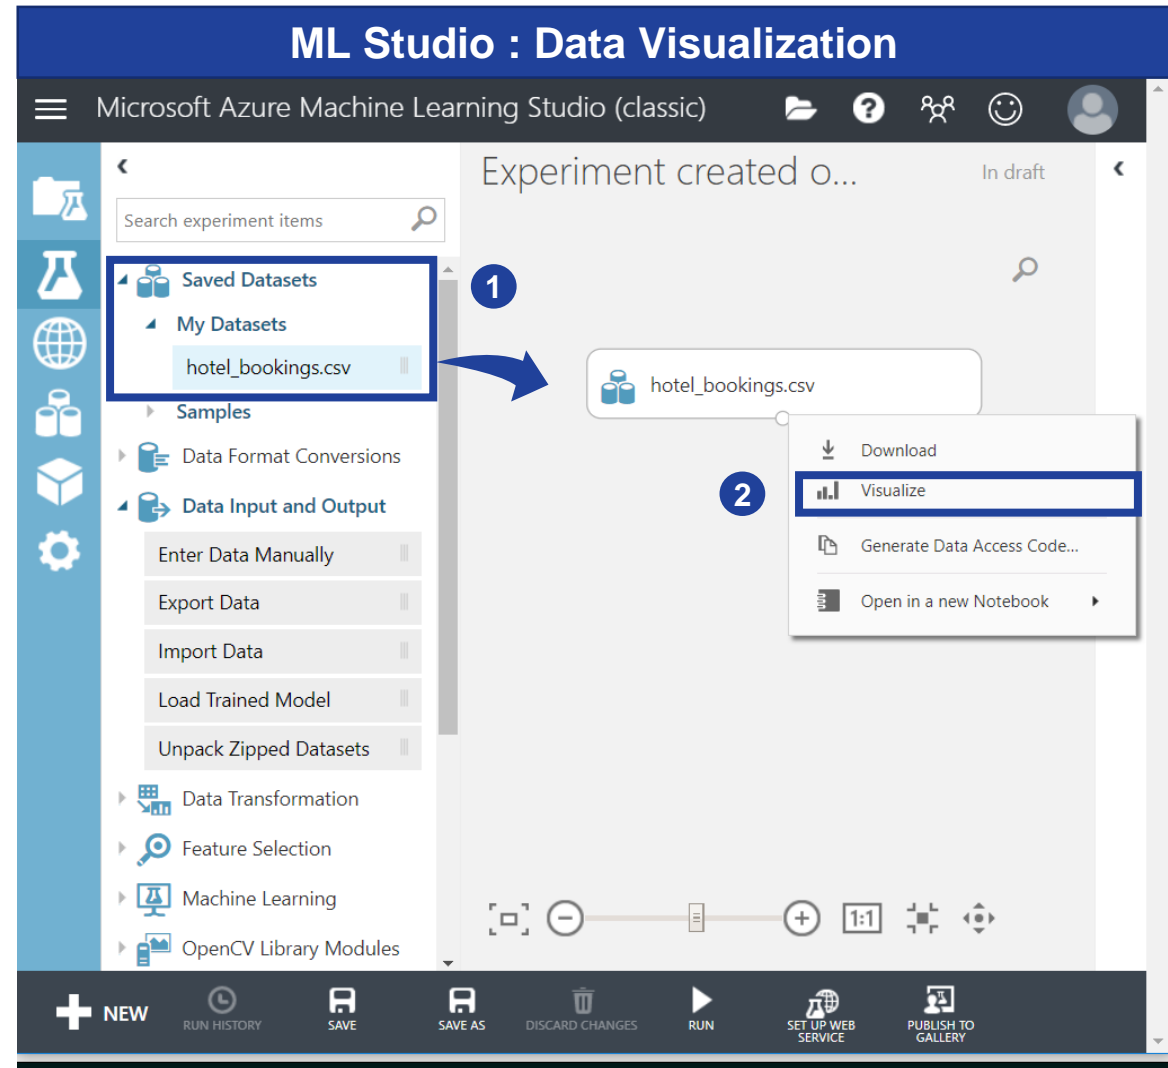 ML Studio : Data Visualization
Microsoft Azure Machine Learning Studio (classic)
?
Experiment created o...
In draft
Search experiment items
Saved Datasets
1
My Datasets
hotel_bookings.csv
hotel_bookings.csv
Samples
Data Format Conversions
Data Input and Output
Enter Data Manually
Export Data
Import Data
Load Trained Model
Unpack Zipped Datasets
Data Transformation
Feature Selection
Machine Learning
OpenCV Library Modules
Download
2
Visualize
Generate Data Access Code...
Open in a new Notebook
1:1
NEW
RUN HISTORY
SAVE
SAVE AS
DISCARD CHANGES
RUN
SET UP WEB
SERVICE
PUBLISH TO
GALLERY